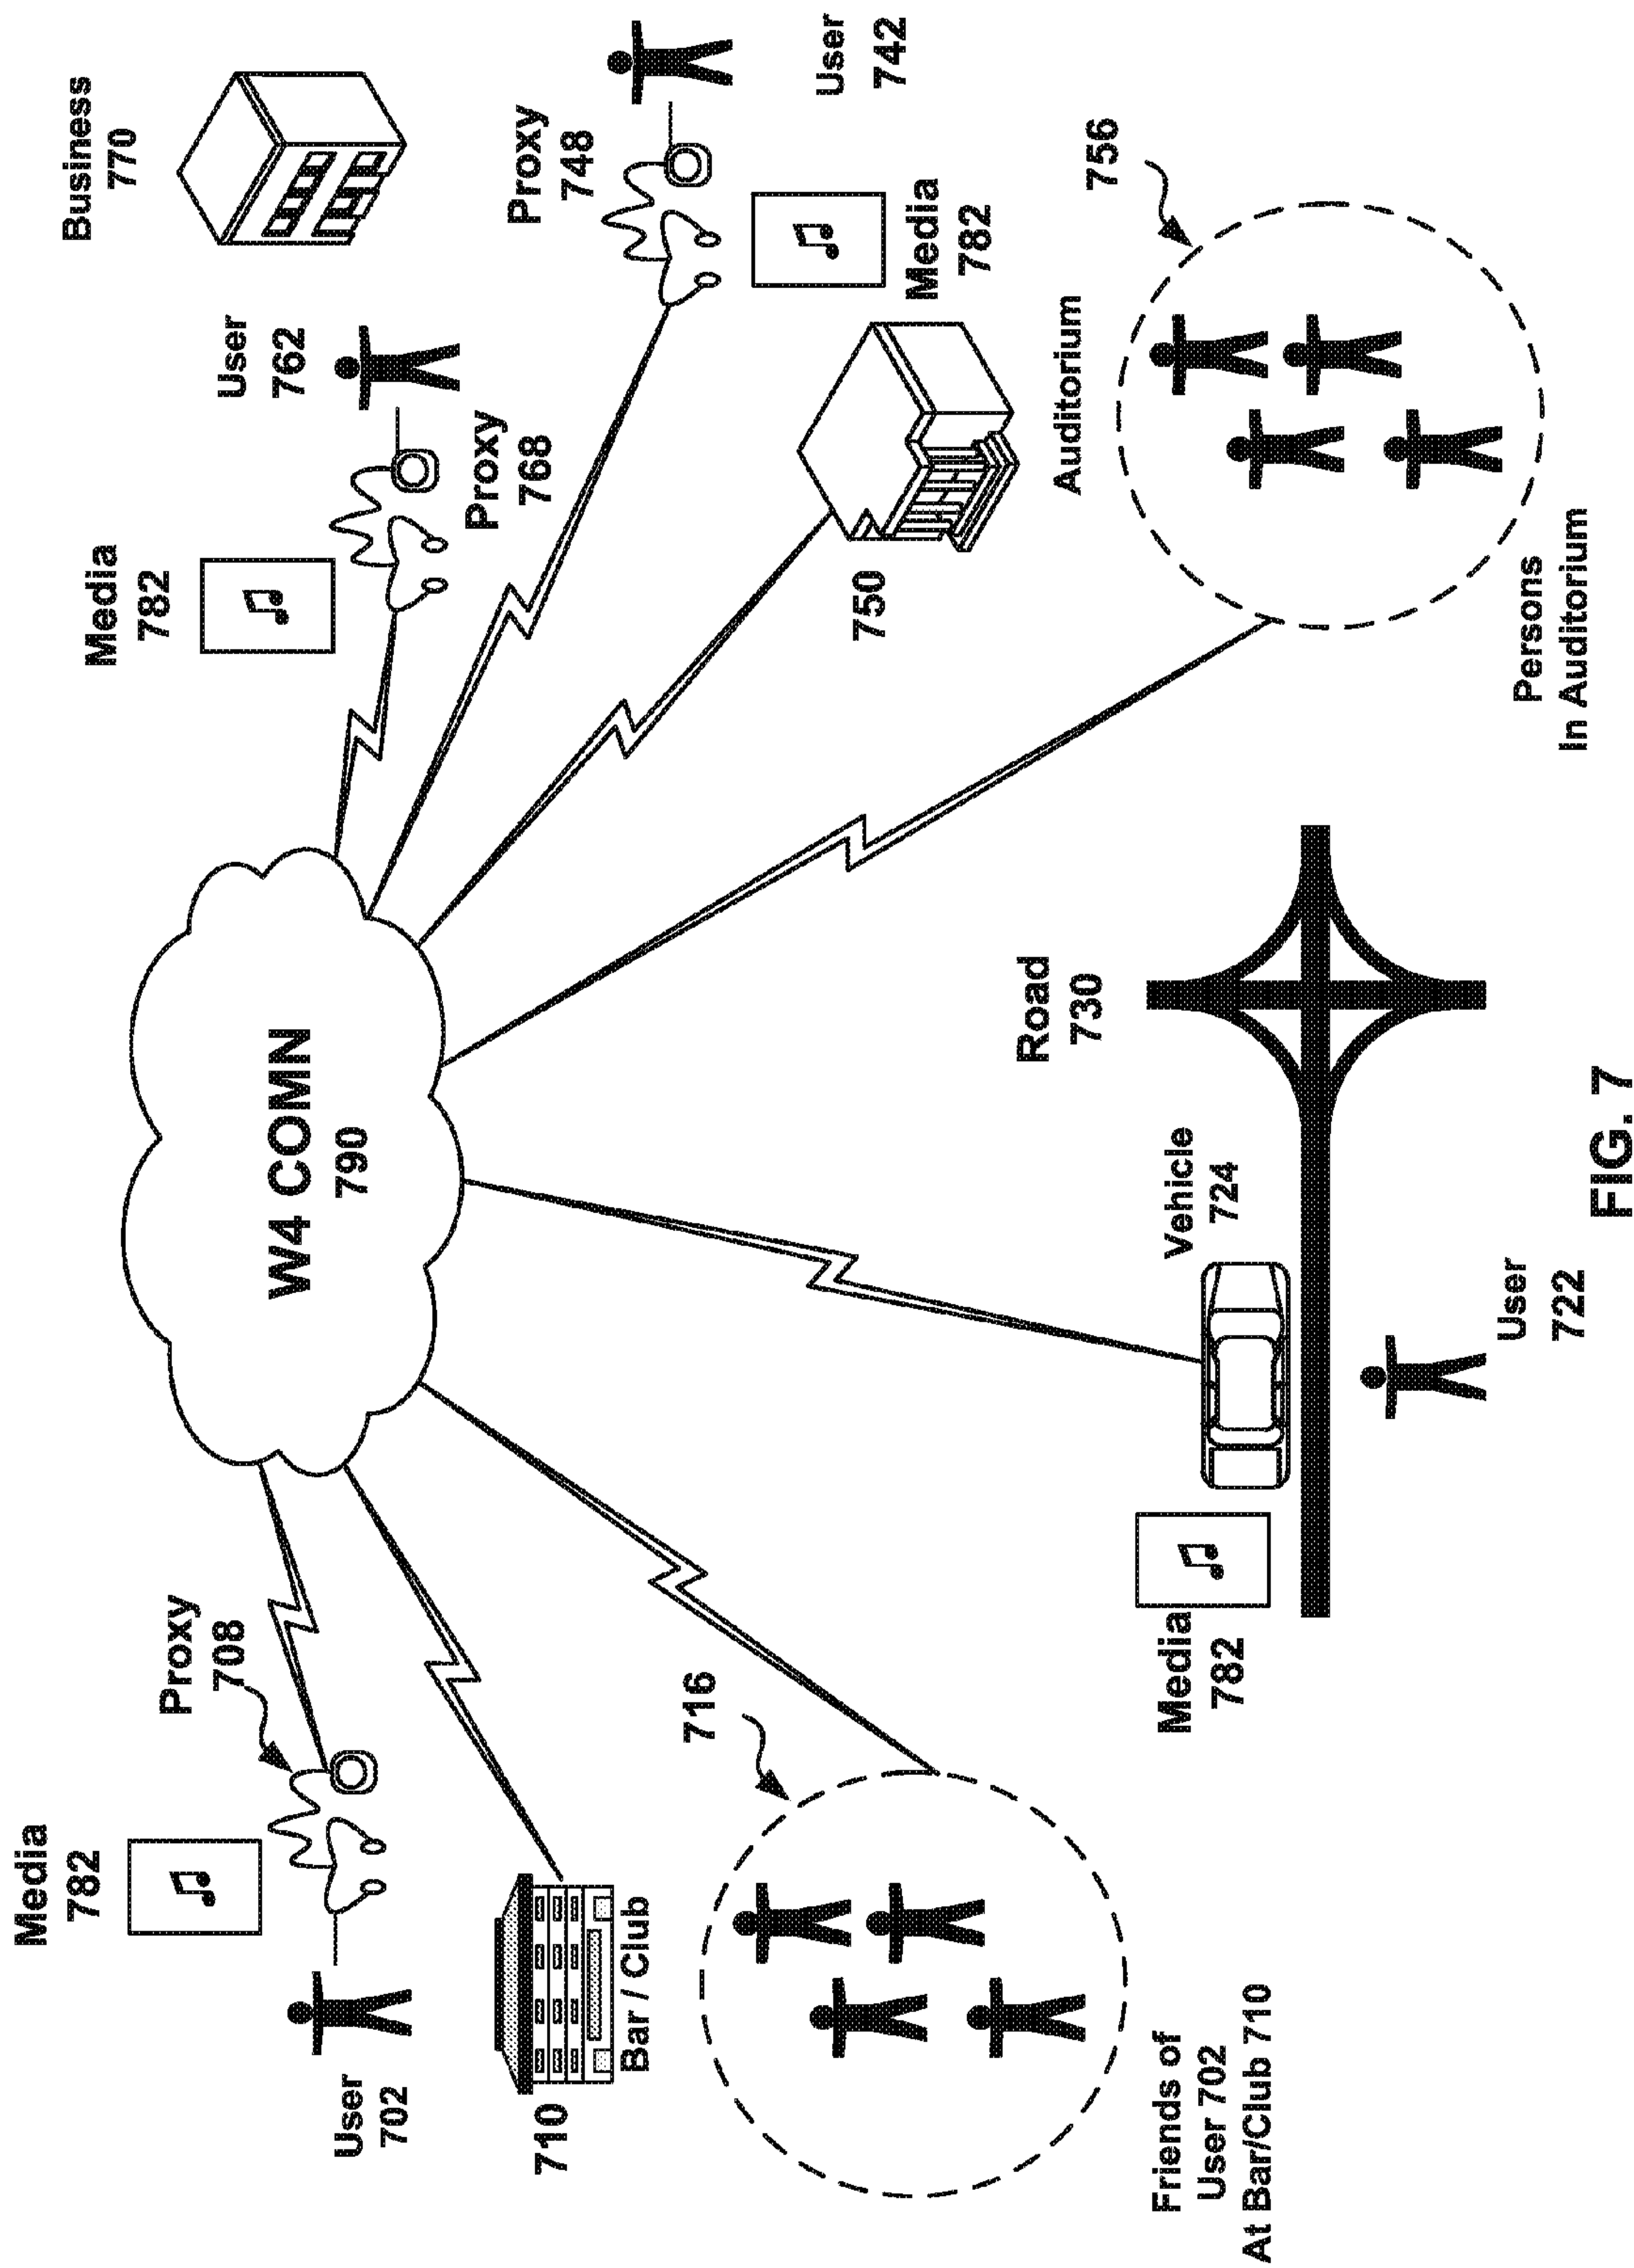 Media
782
Proxy
708
User
702
710
Bar / Club
716
Friends of
User 702
At Bar/Club 710
W4 COMN
790
Media
782
User
762
Proxy
768
Business
770
Proxy
748
User
742
Media
782
750
Auditorium
756
Persons
In Auditorium
Road
730
Vehicle
724
Media
782
User
722
FIG. 7